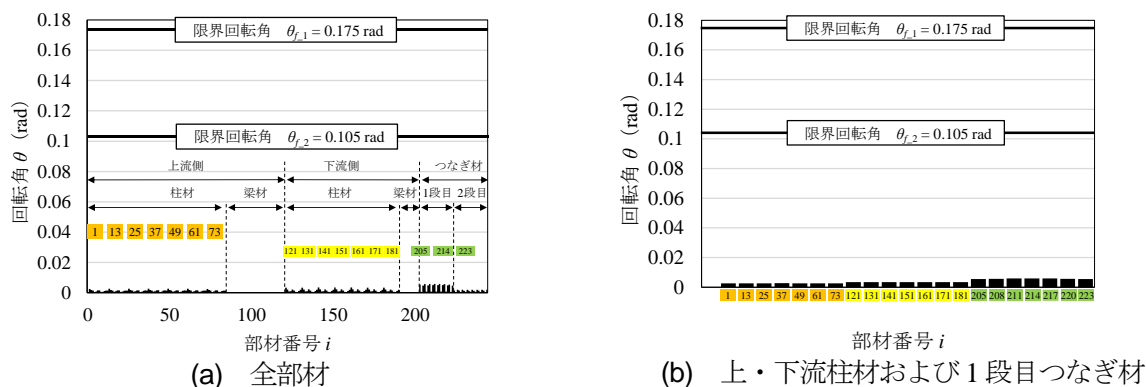 0.18
0.16
0.14
0.12
0.1
0.08
0.06
0.04
0.02
0
回転角 θ (rad)
限界回転角 θf_1 = 0.175 rad
限界回転角 θf_2 = 0.105 rad
上流側 下流側 つなぎ材
柱材 梁材 柱材 梁材 1段目 2段目
1 13 25 37 49 61 73
121 131 141 151 161 171 181 205 214 223
0 50 100 150 200
部材番号 i
(a) 全部材
0.18
0.16
0.14
0.12
0.1
0.08
0.06
0.04
0.02
0
回転角 θ (rad)
限界回転角 θf_1 = 0.175 rad
限界回転角 θf_2 = 0.105 rad
1 13 25 37 49 61 73 121 131 141 151 161 171 181 205 208 211 214 217 220 223
部材番号 i
(b) 上・下流柱材および1段目つなぎ材